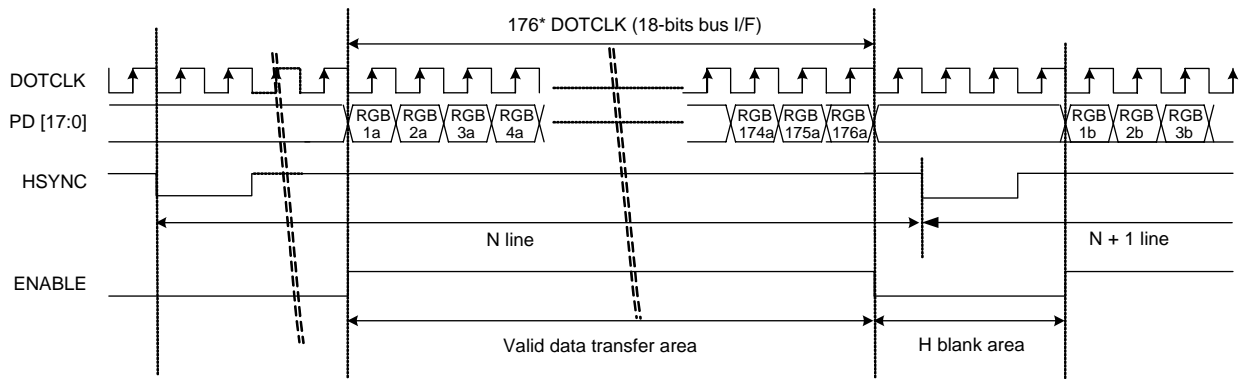 176* DOTCLK (18-bits bus I/F)
DOTCLK
PD [17:0]
RGB 1a
RGB 2a
RGB 3a
RGB 4a
RGB 174a
RGB 175a
RGB 176a
RGB 1b
RGB 2b
RGB 3b
HSYNC
N line
N + 1 line
ENABLE
Valid data transfer area
H blank area